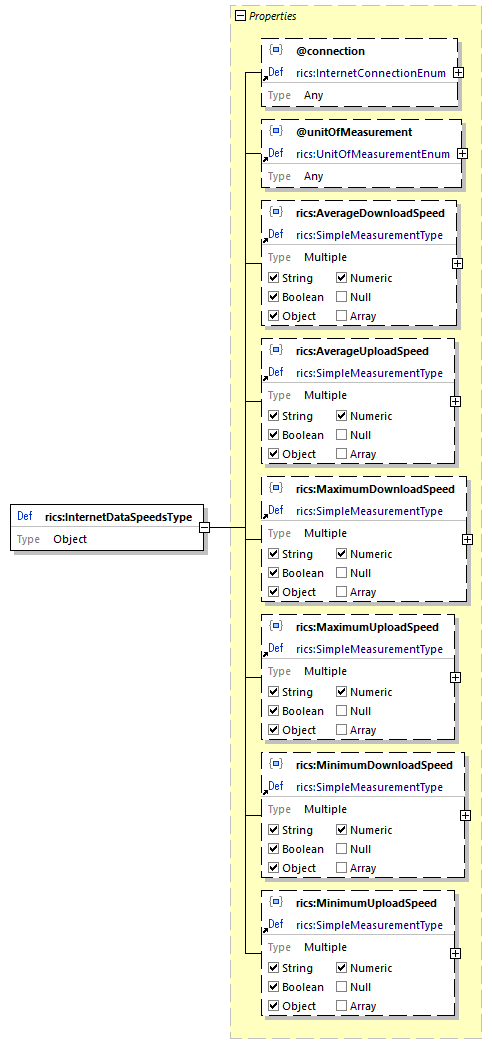 Properties
@connection
Def rics:InternetConnectionEnum
Type Any
@unitOfMeasurement
Def rics:UnitOfMeasurementEnum
Type Any
rics:AverageDownloadSpeed
Def rics:SimpleMeasurementType
Type Multiple
String Numeric
Boolean Null
Object Array
rics:AverageUploadSpeed
Def rics:SimpleMeasurementType
Type Multiple
String Numeric
Boolean Null
Object Array
rics:MaximumDownloadSpeed
Def rics:SimpleMeasurementType
Type Multiple
String Numeric
Boolean Null
Object Array
Def rics:InternetDataSpeedsType
Type Object
rics:MaximumUploadSpeed
Def rics:SimpleMeasurementType
Type Multiple
String Numeric
Boolean Null
Object Array
rics:MinimumDownloadSpeed
Def rics:SimpleMeasurementType
Type Multiple
String Numeric
Boolean Null
Object Array
rics:MinimumUploadSpeed
Def rics:SimpleMeasurementType
Type Multiple
String Numeric
Boolean Null
Object Array